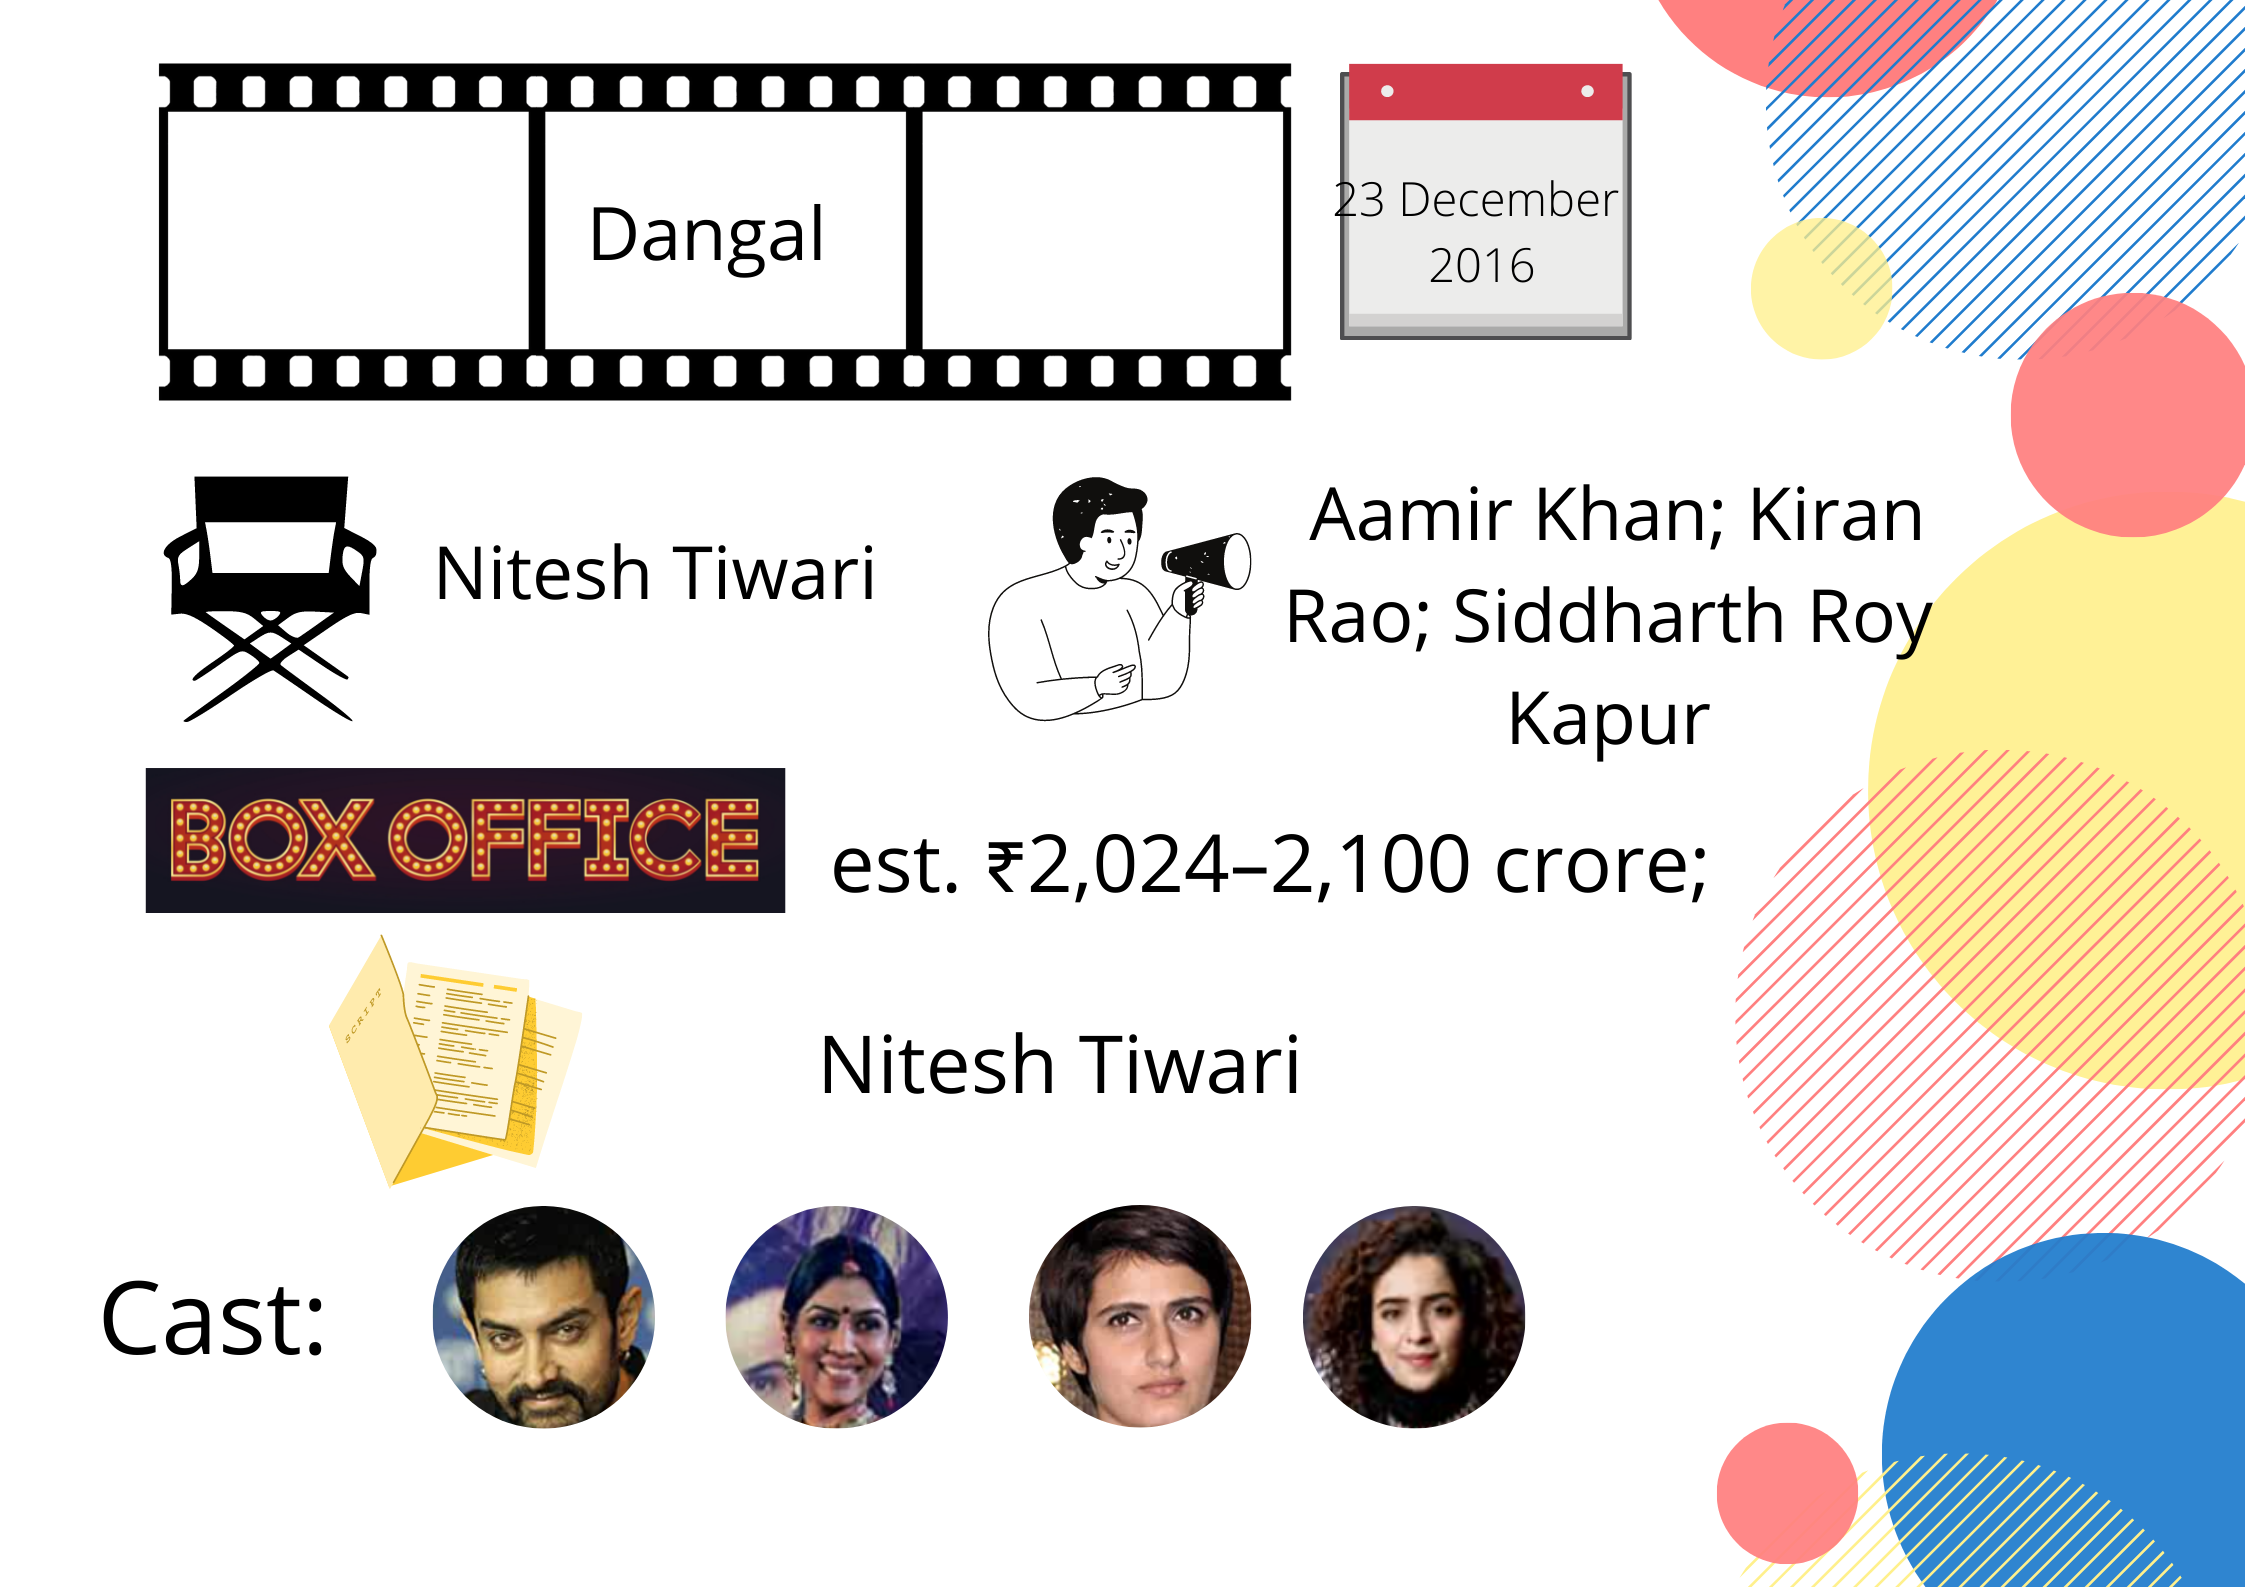 Dangal
23 December
2016
Nitesh Tiwari
Aamir Khan; Kiran
Rao; Siddharth Roy
Kapur
BOX OFFICE
est. ₹2,024–2,100 crore;
SCRIPT
Nitesh Tiwari
Cast: